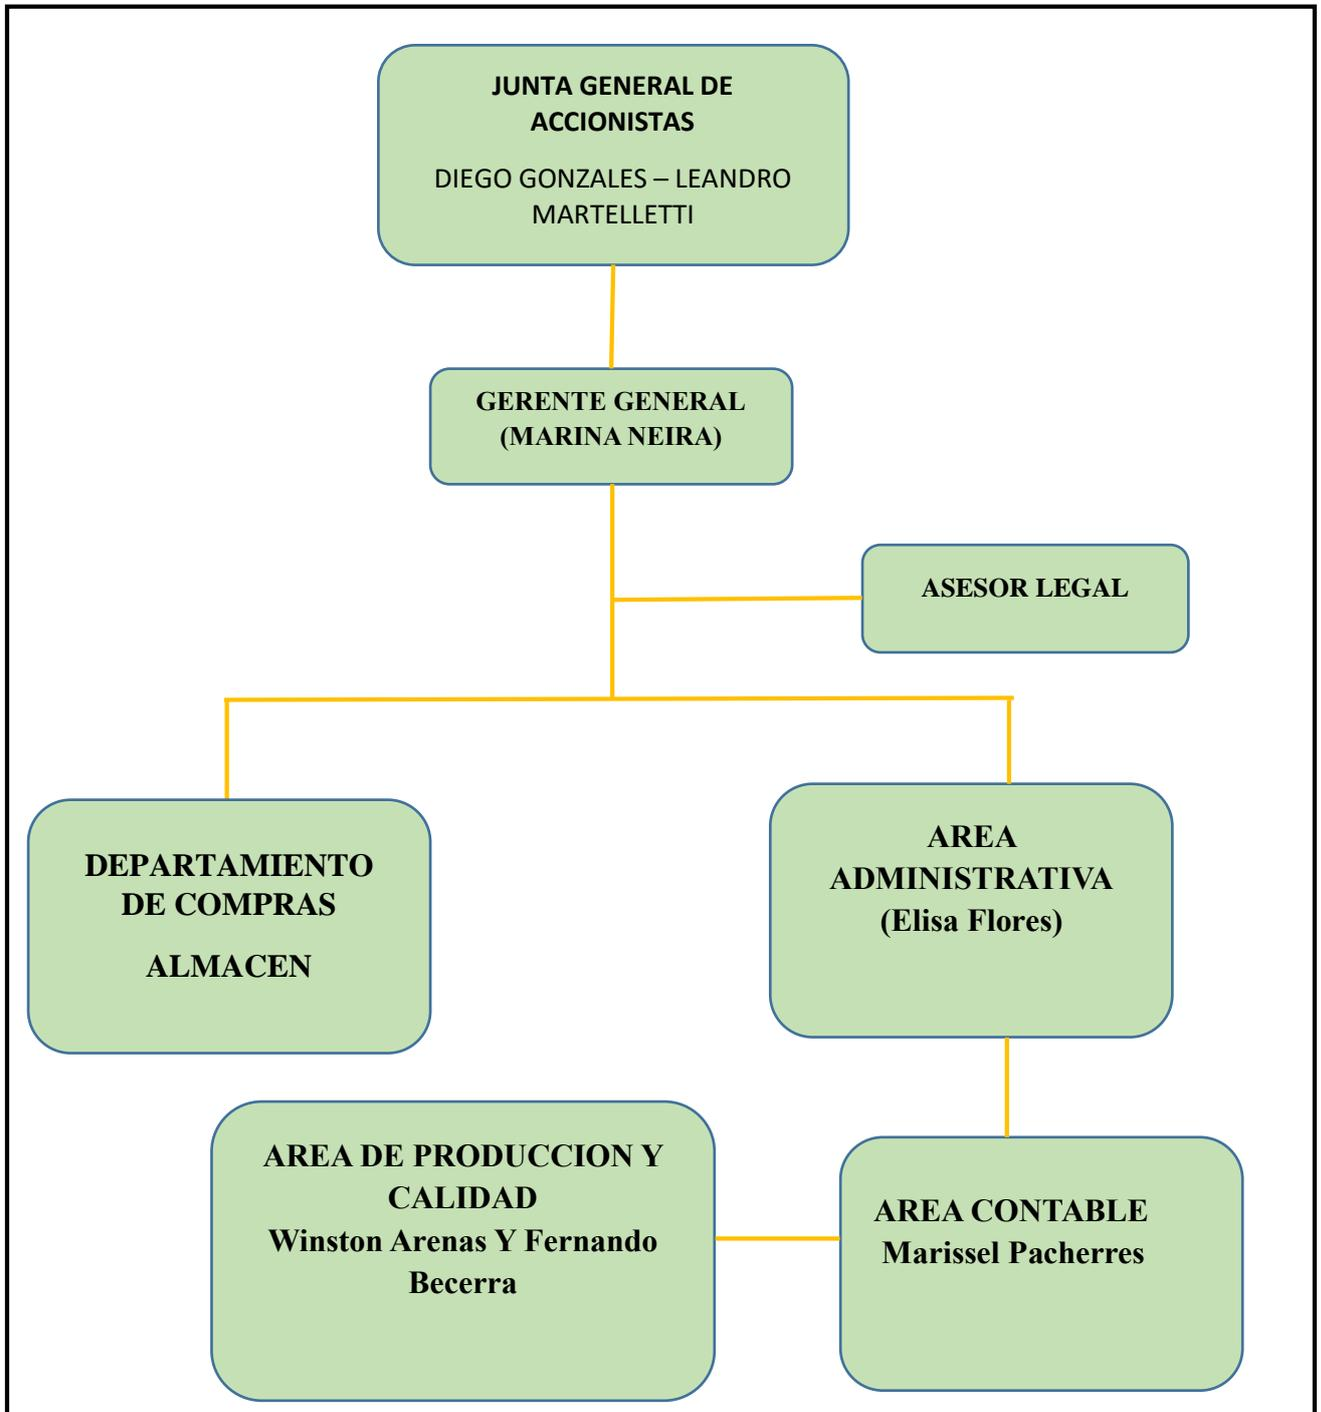 JUNTA GENERAL DE
ACCIONISTAS
DIEGO GONZALES – LEANDRO
MARTELLETTI
GERENTE GENERAL
(MARINA NEIRA)
ASESOR LEGAL
DEPARTAMIENTO
DE COMPRAS
ALMACEN
AREA
ADMINISTRATIVA
(Elisa Flores)
AREA DE PRODUCCION Y
CALIDAD
Winston Arenas Y Fernando
Becerra
AREA CONTABLE
Marissel Pacherres